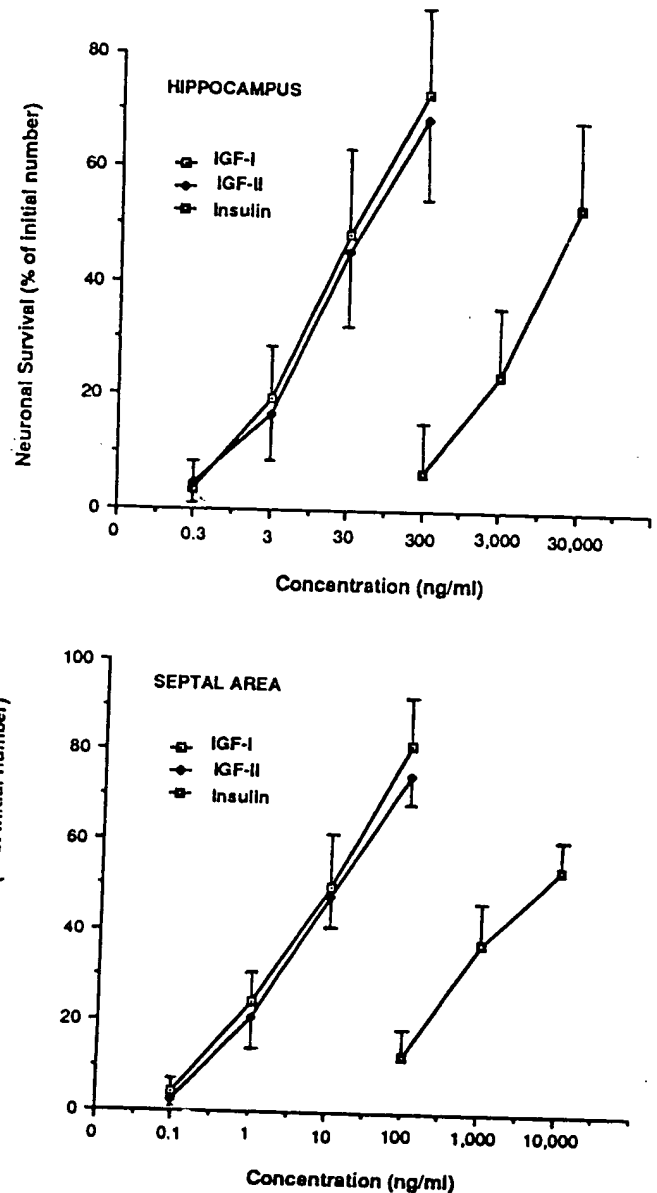 80
HIPPOCAMPUS
60
IGF-I
IGF-II
Insulin
40
20
0
Neuronal Survival (% of initial number)
0 0.3 3 30 300 3,000 30,000
Concentration (ng/ml)
100
SEPTAL AREA
80
IGF-I
IGF-II
Insulin
60
40
20
0
number)
0 0.1 1 10 100 1,000 10,000
Concentration (ng/ml)